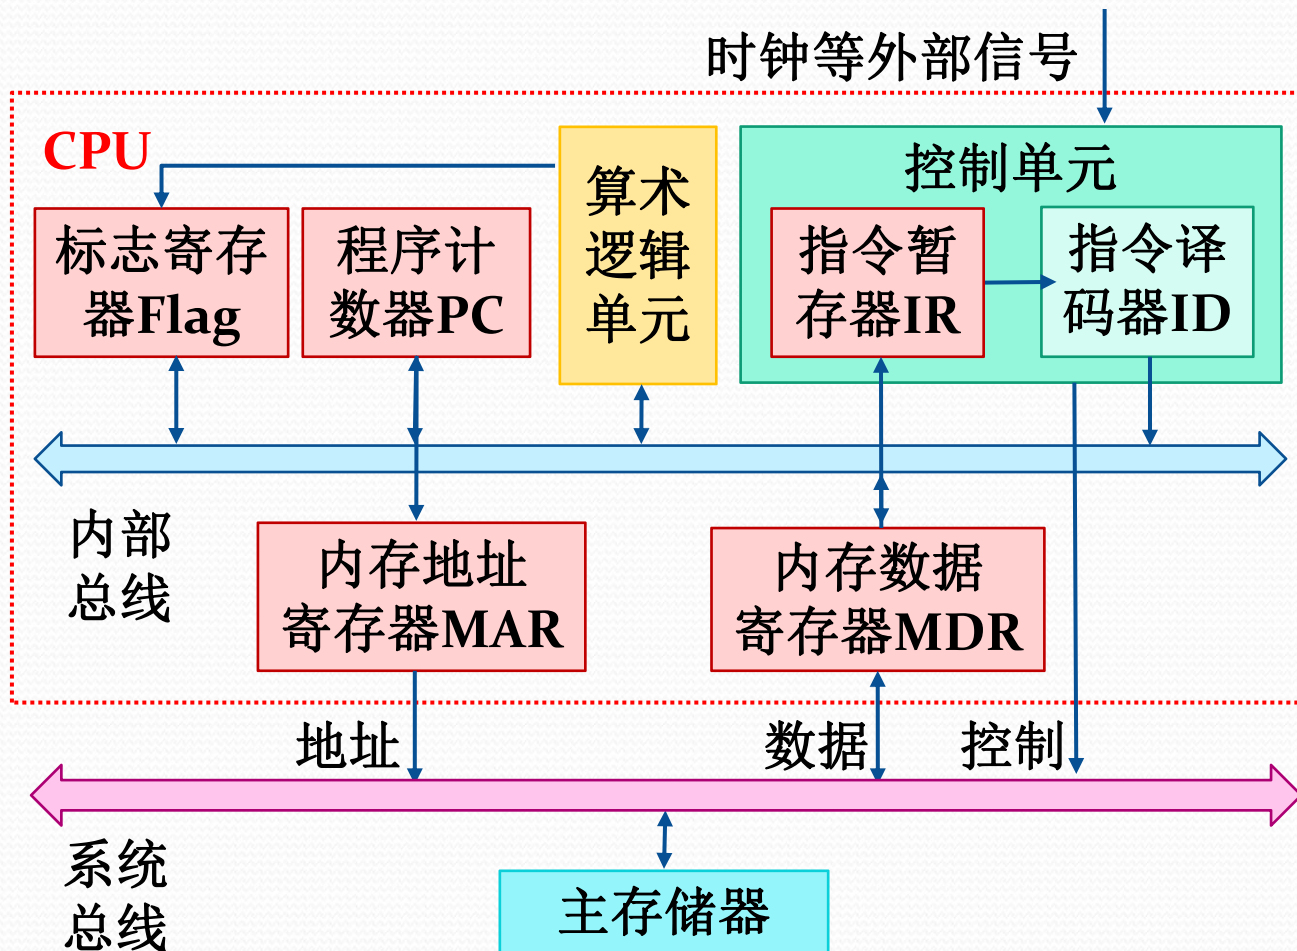 时钟等外部信号
CPU
标志寄存
器Flag
程序计
数器PC
算术
逻辑
单元
控制单元
指令暂
存器IR
指令译
码器ID
内部
总线
内存地址
寄存器MAR
内存数据
寄存器MDR
地址
数据
控制
系统
总线
主存储器